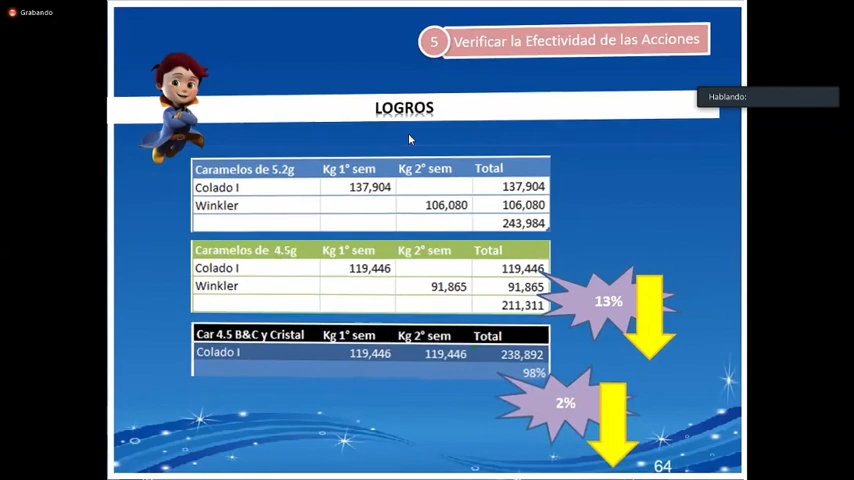 Grabando
5 Verificar la Efectividad de las Acciones
Hablando:
LOGROS
Caramelos de 5.2g Kg 1° sem Kg 2° sem Total
Colado I 137,904 137,904
Winkler 106,080 106,080
243,984
Caramelos de 4.5g Kg 1° sem Kg 2° sem Total
Colado I 119,446 119,446
Winkler 91,865 91,865
211,311
13%
Car 4.5 B&C y Cristal Kg 1° sem Kg 2° sem Total
Colado I 119,446 119,446 238,892
98%
2%
64